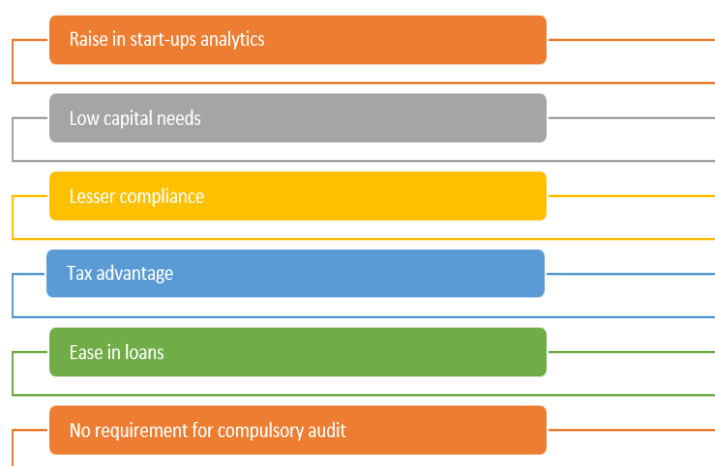 Raise in start-ups analytics
Low capital needs
Lesser compliance
Tax advantage
Ease in loans
No requirement for compulsory audit